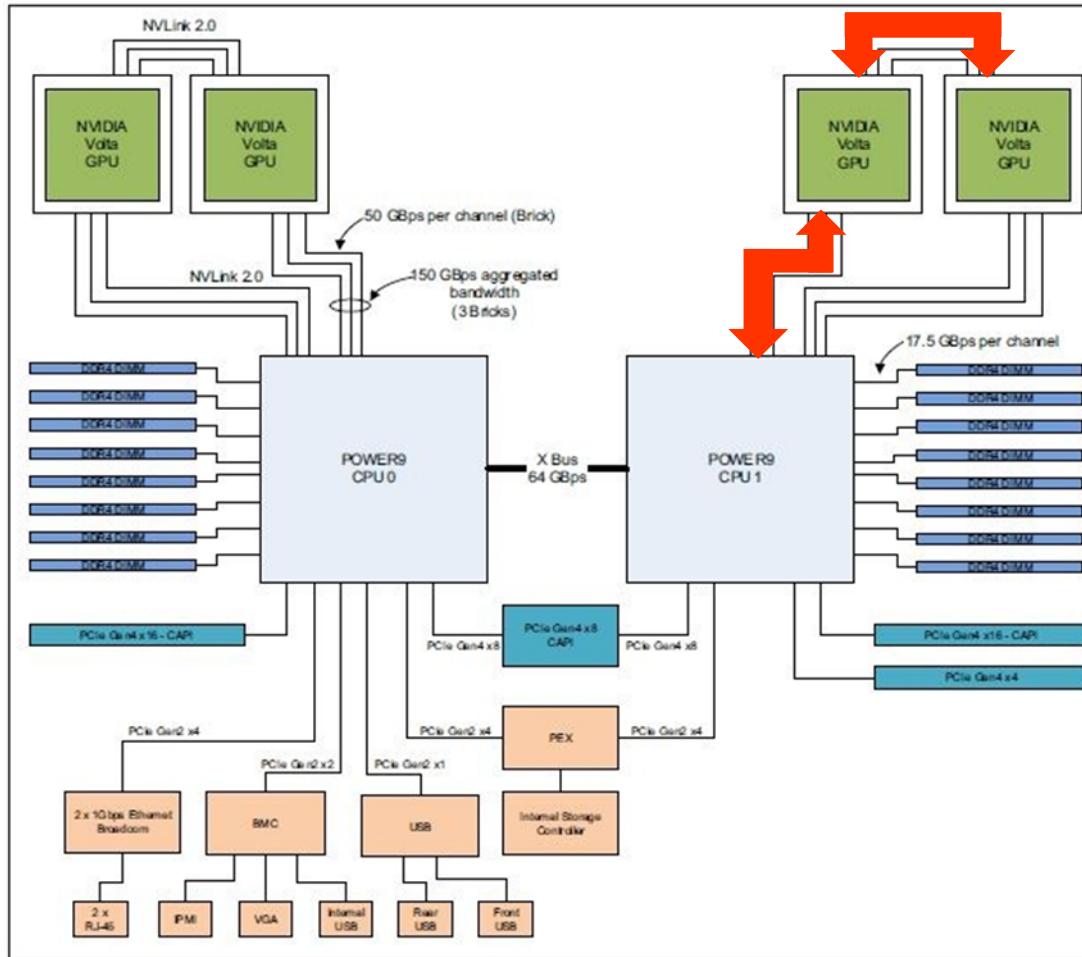 NVLink 2.0
NVIDIA
Volta
GPU
NVIDIA
Volta
GPU
NVIDIA
Volta
GPU
NVIDIA
Volta
GPU
50 GBps per channel (Brick)
NVLink 2.0
150 GBps aggregated
bandwidth
(3 Bricks)
17.5 GBps per channel
DDR4 DIMM
DDR4 DIMM
DDR4 DIMM
DDR4 DIMM
DDR4 DIMM
DDR4 DIMM
DDR4 DIMM
DDR4 DIMM
POWER9
CPU 0
X Bus
64 GBps
POWER9
CPU 1
DDR4 DIMM
DDR4 DIMM
DDR4 DIMM
DDR4 DIMM
DDR4 DIMM
DDR4 DIMM
DDR4 DIMM
DDR4 DIMM
PCIe Gen4 x16 - CAPI
PCIe Gen4 x8
PCIe Gen4 x8
CAPI
PCIe Gen4 x8
PCIe Gen4 x16 - CAPI
PCIe Gen4 x4
PCIe Gen2 x4
PCIe Gen2 x2
PCIe Gen2 x1
PCIe Gen2 x4
PEX
PCIe Gen2 x4
2 x 1Gbps Ethernet
Broadcom
BMC
USB
Internal Storage
Controller
2 x
RJ-45
IPMI
VGA
Internal
USB
Rear
USB
Front
USB